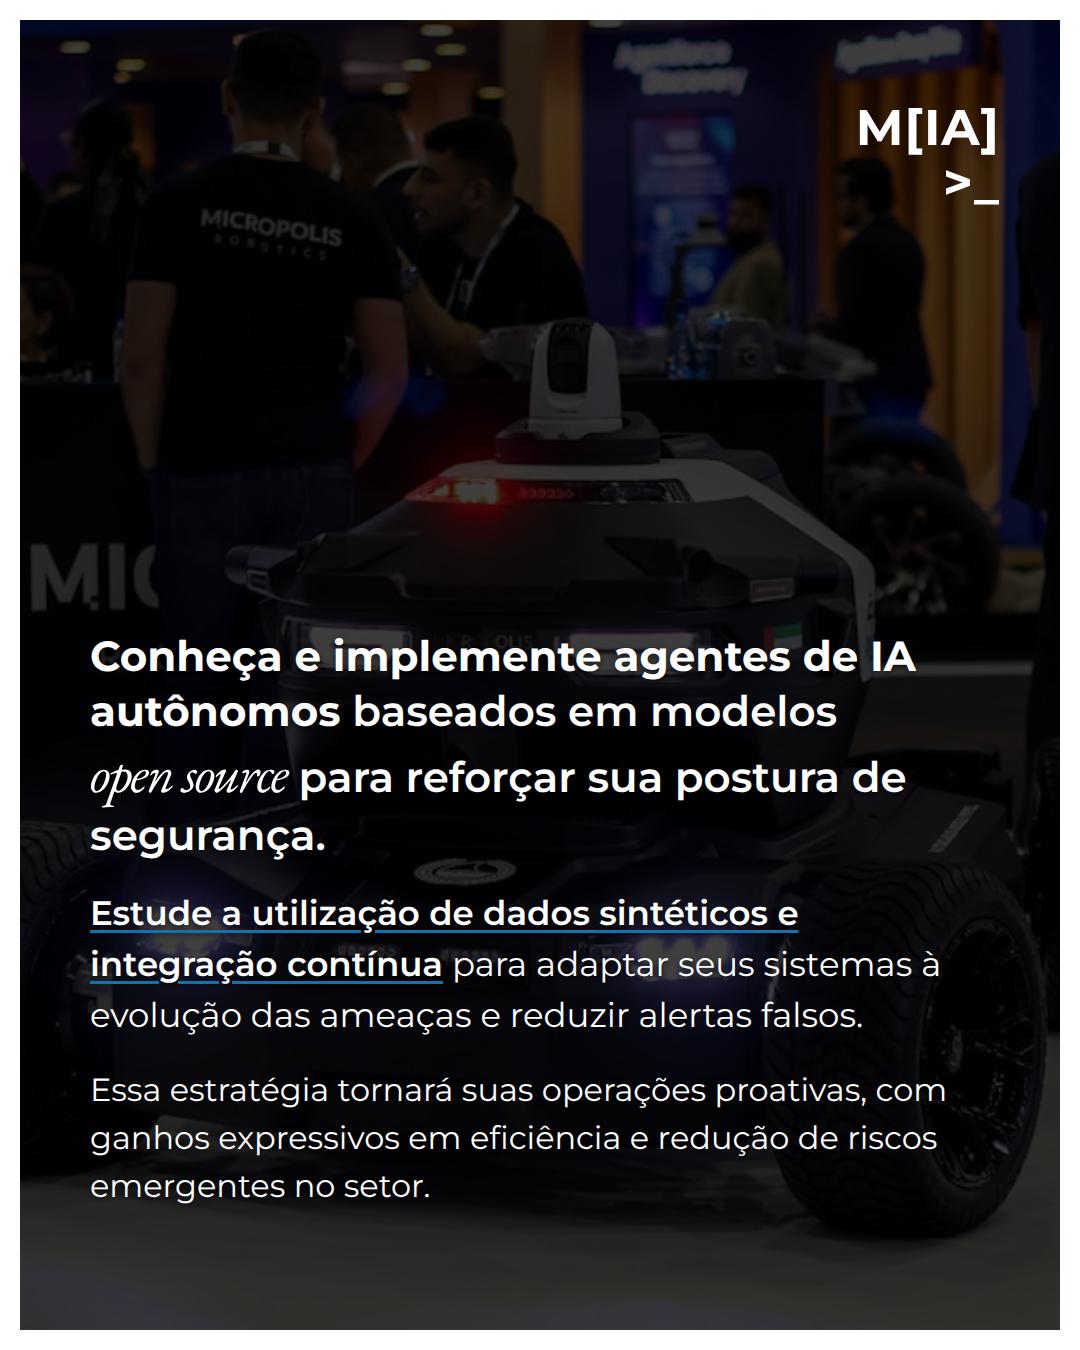 M[IA]
>_
MICROPOLIS
ROBOTICS
MIC
Conheça e implemente agentes de IA
autônomos baseados em modelos
open source para reforçar sua postura de
segurança.
Estude a utilização de dados sintéticos e
integração contínua para adaptar seus sistemas à
evolução das ameaças e reduzir alertas falsos.
Essa estratégia tornará suas operações proativas, com
ganhos expressivos em eficiência e redução de riscos
emergentes no setor.